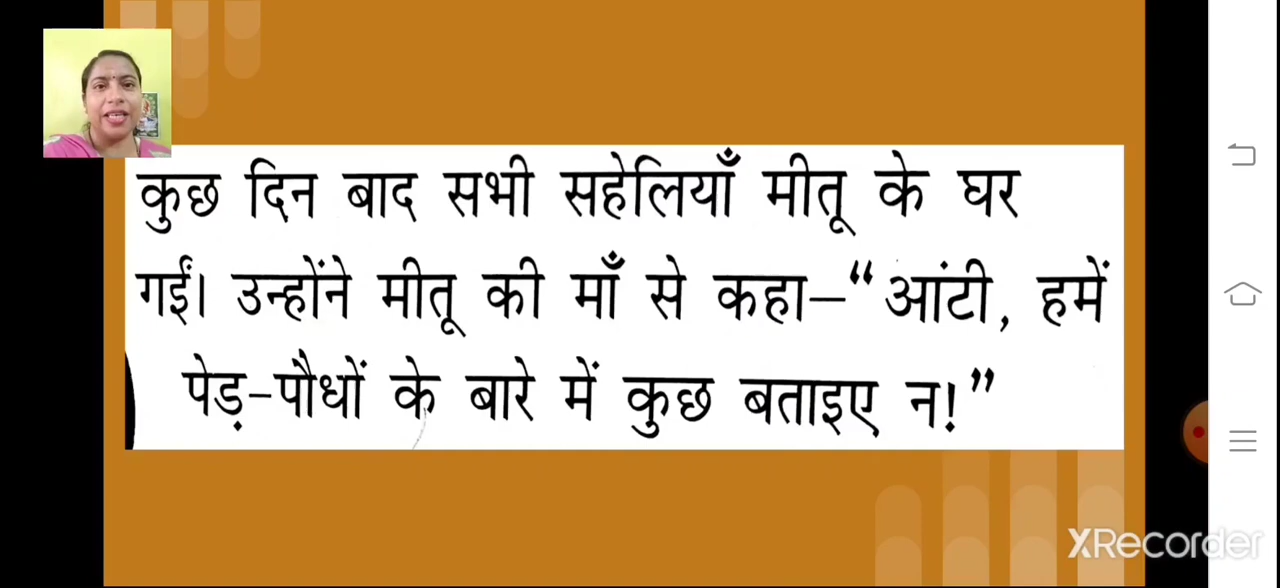 कुछ दिन बाद सभी सहेलियाँ मीतू के घर
गईं। उन्होंने मीतू की माँ से कहा–“आंटी, हमें
पेड़-पौधों के बारे में कुछ बताइए न!”
XRecorder